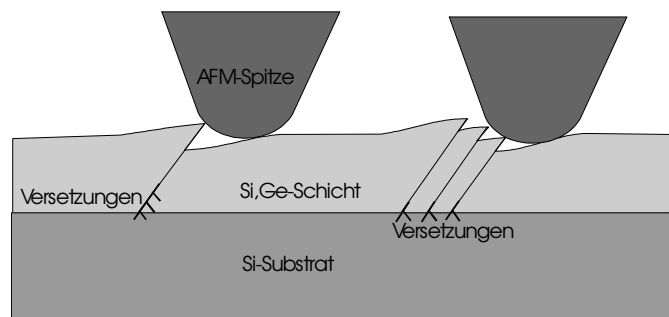 AFM-Spitze
Versetzungen
Si,Ge-Schicht
Versetzungen
Si-Substrat